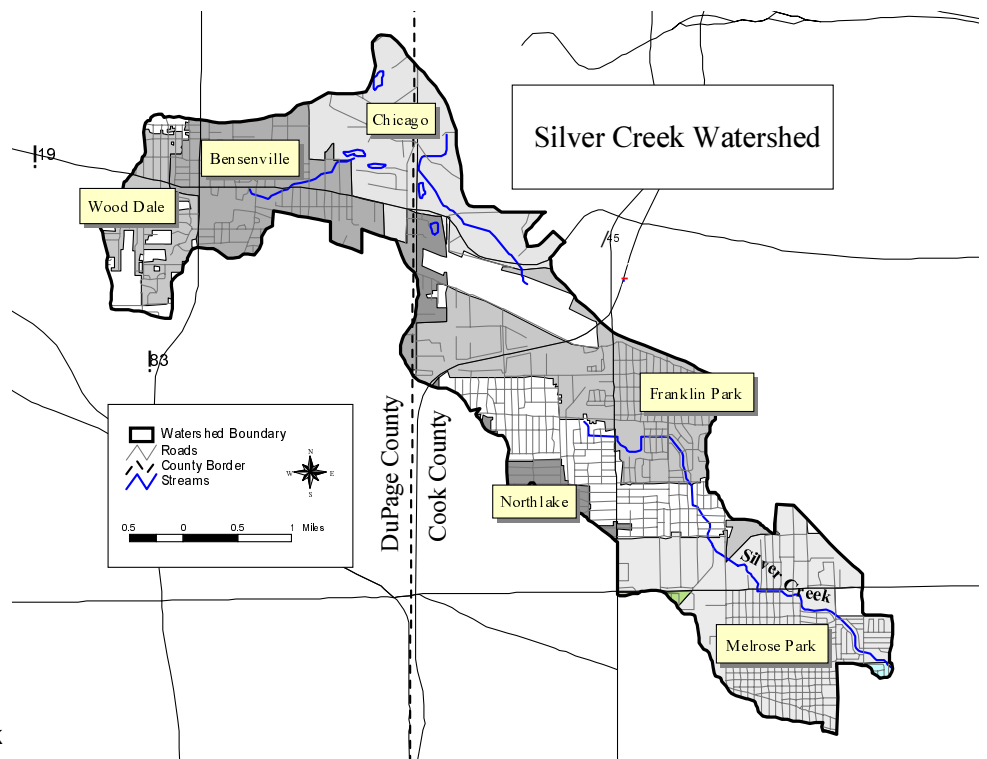 Silver Creek Watershed
Chicago
Bensenville
Wood Dale
19
45
83
Franklin Park
Northlake
Melrose Park
DuPage County
Cook County
Silver Creek
Watershed Boundary
Roads
County Border
Streams
N
W
E
S
0.5 0 0.5 1 Miles
k